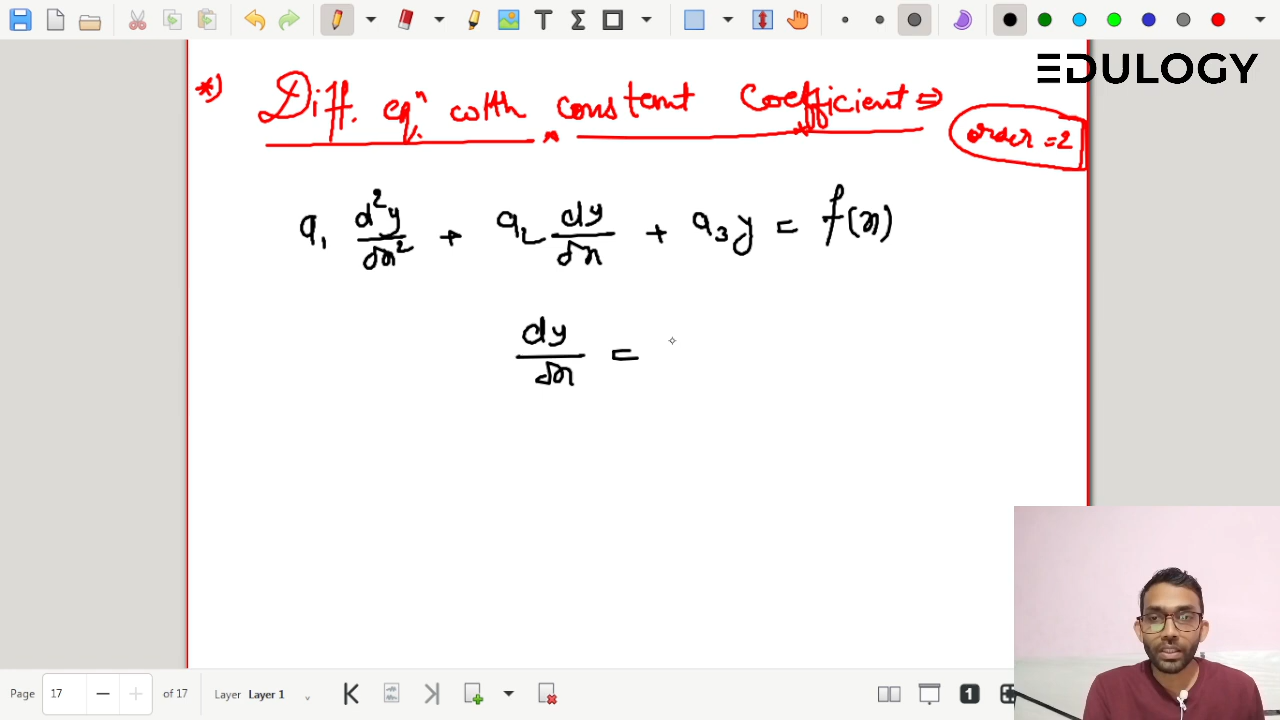 EDULOGY
*) Diff. eqⁿ. with constant Coefficient ⇒
order = 2
a₁ d²y/dx² + a₂ dy/dx + a₃y = f(x)
dy/dx =
Page 17 of 17 Layer Layer 1 1